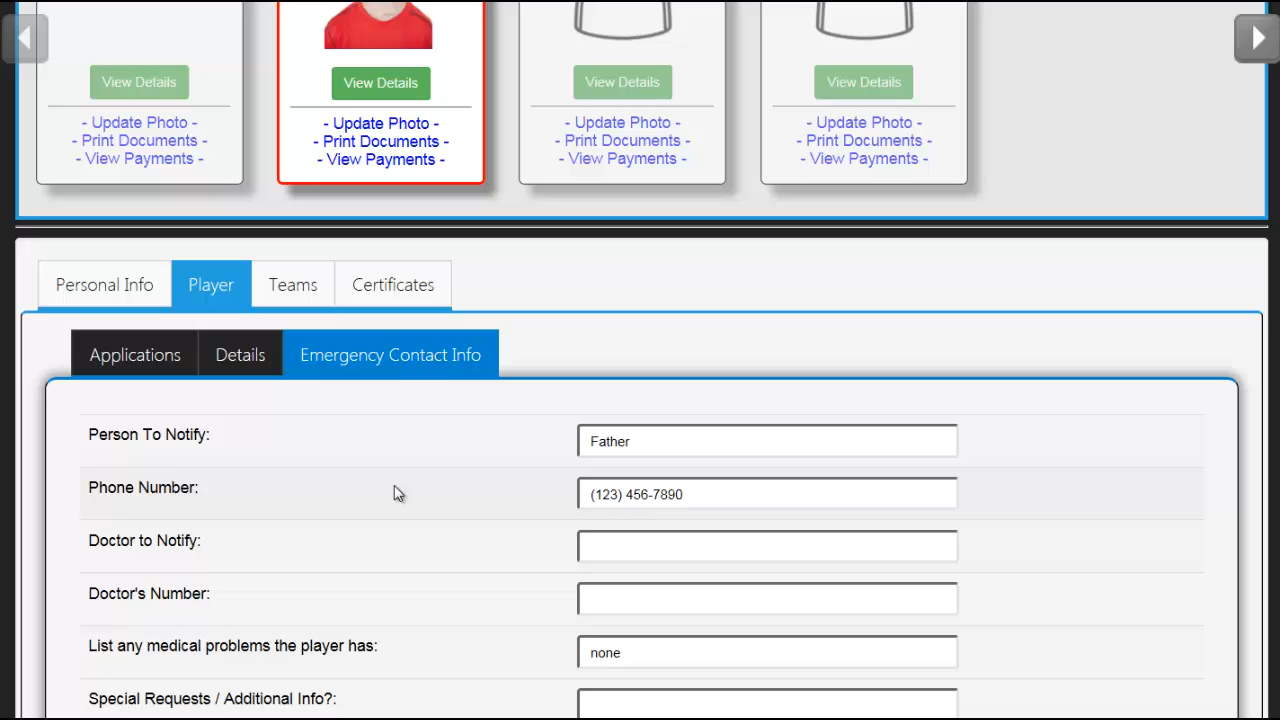 View Details View Details View Details View Details
- Update Photo - - Update Photo - - Update Photo - - Update Photo -
- Print Documents - - Print Documents - - Print Documents - - Print Documents -
- View Payments - - View Payments - - View Payments - - View Payments -
Personal Info Player Teams Certificates
Applications Details Emergency Contact Info
Person To Notify: Father
Phone Number: (123) 456-7890
Doctor to Notify:
Doctor's Number:
List any medical problems the player has: none
Special Requests / Additional Info?: